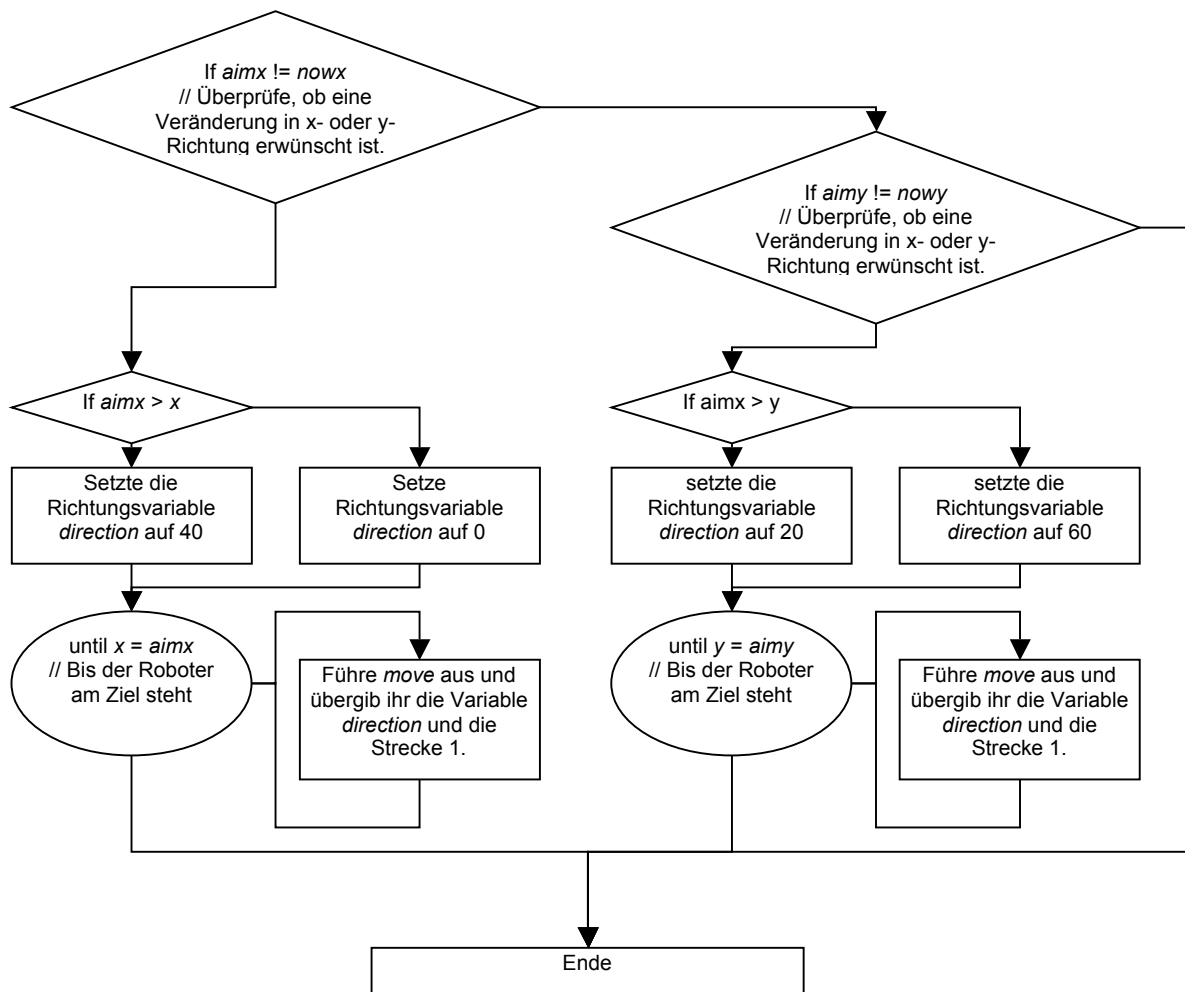 If aimx != nowx
// Überprüfe, ob eine
Veränderung in x- oder y-
Richtung erwünscht ist.
If aimy != nowy
// Überprüfe, ob eine
Veränderung in x- oder y-
Richtung erwünscht ist.
If aimx > x
If aimx > y
Setzte die
Richtungsvariable
direction auf 40
Setze
Richtungsvariable
direction auf 0
setzte die
Richtungsvariable
direction auf 20
setzte die
Richtungsvariable
direction auf 60
until x = aimx
// Bis der Roboter
am Ziel steht
Führe move aus und
übergib ihr die Variable
direction und die
Strecke 1.
until y = aimy
// Bis der Roboter
am Ziel steht
Führe move aus und
übergib ihr die Variable
direction und die
Strecke 1.
Ende